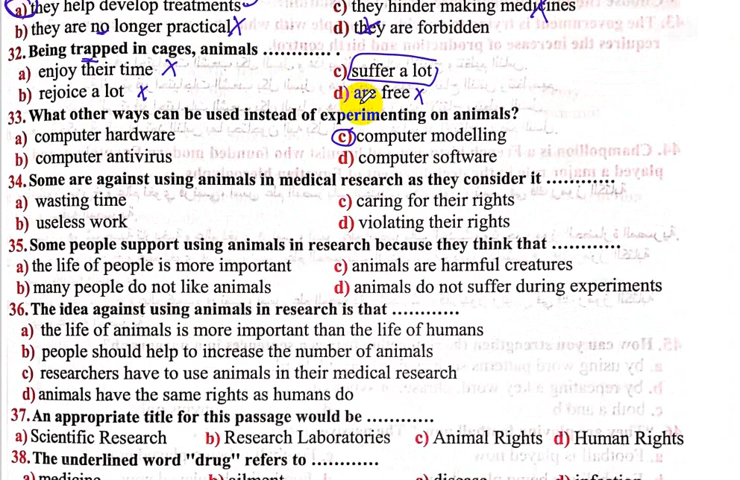 a) they help develop treatments c) they hinder making medicines
b) they are no longer practical d) they are forbidden
32. Being trapped in cages, animals .............
a) enjoy their time c) suffer a lot
b) rejoice a lot d) are free
33. What other ways can be used instead of experimenting on animals?
a) computer hardware c) computer modelling
b) computer antivirus d) computer software
34. Some are against using animals in medical research as they consider it ............
a) wasting time c) caring for their rights
b) useless work d) violating their rights
35. Some people support using animals in research because they think that ............
a) the life of people is more important c) animals are harmful creatures
b) many people do not like animals d) animals do not suffer during experiments
36. The idea against using animals in research is that ............
a) the life of animals is more important than the life of humans
b) people should help to increase the number of animals
c) researchers have to use animals in their medical research
d) animals have the same rights as humans do
37. An appropriate title for this passage would be ............
a) Scientific Research b) Research Laboratories c) Animal Rights d) Human Rights
38. The underlined word "drug" refers to ............
a) medicine b) ailment c) disease d) infection